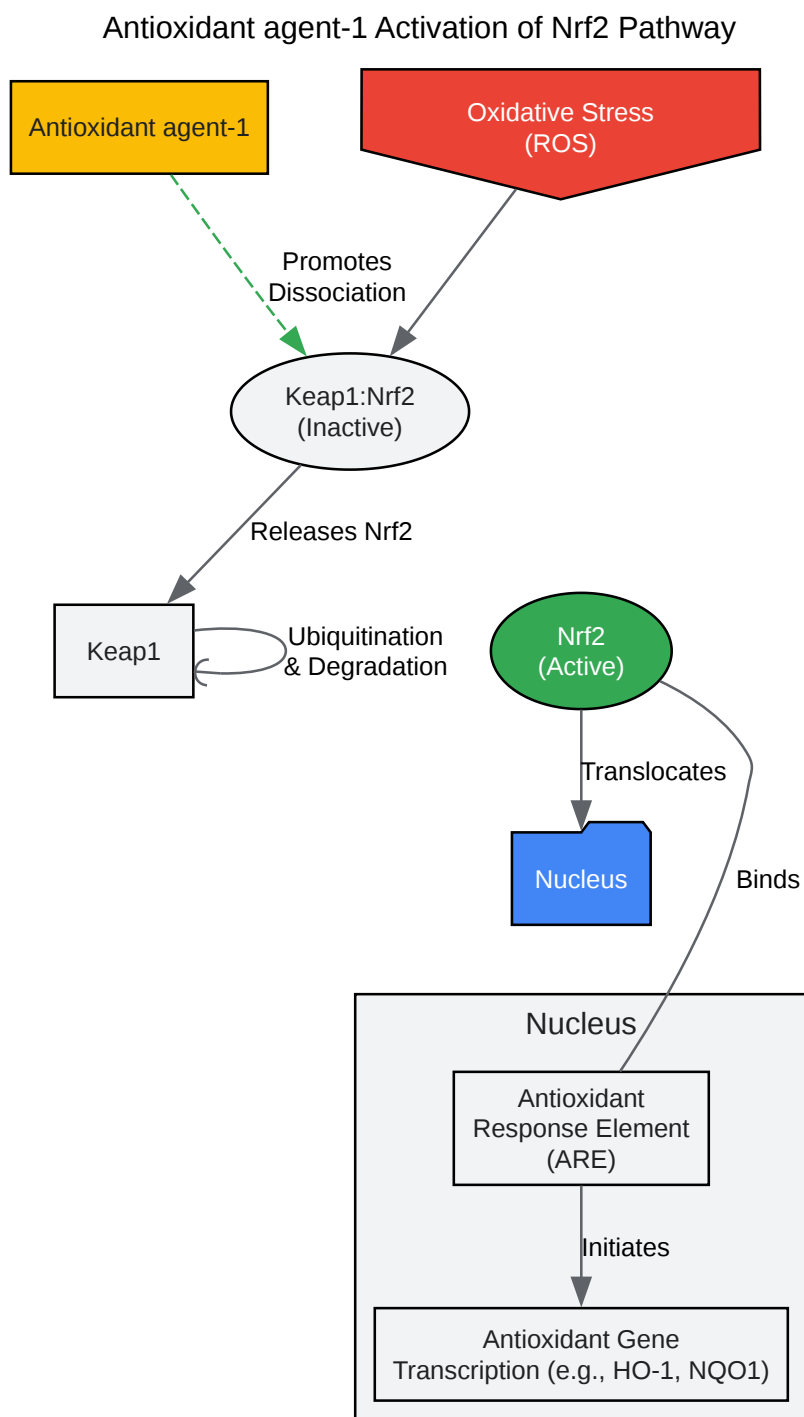 Antioxidant agent-1 Activation of Nrf2 Pathway
Antioxidant agent-1
Oxidative Stress
(ROS)
Promotes
Dissociation
Keap1:Nrf2
(Inactive)
Releases Nrf2
Keap1
Ubiquitination
& Degradation
Nrf2
(Active)
Translocates
Nucleus
Binds
Nucleus
Antioxidant
Response Element
(ARE)
Initiates
Antioxidant Gene
Transcription (e.g., HO-1, NQO1)